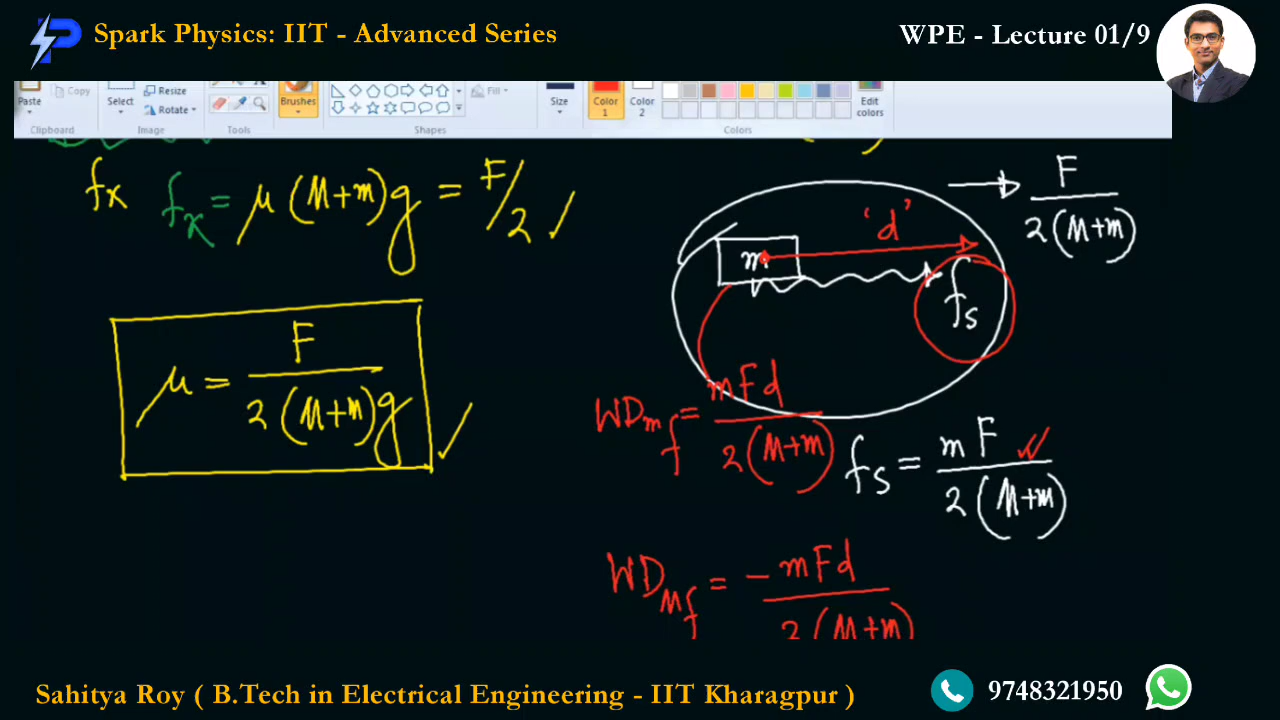 Spark Physics: IIT - Advanced Series
WPE - Lecture 01/9
Paste
Copy
Clipboard
Select
Resize
Rotate
Image
Tools
Brushes
Shapes
Fill
Size
Color 1
Color 2
Edit colors
Colors
fx fx = μ (M+m)g = F/2 ✓
μ = F / 2(M+m)g ✓
F / 2(M+m)
'd'
m
fs
WDmf = mFd / 2(M+m)
fs = mF / 2(M+m)
WDMf = - mFd / 2(M+m)
Sahitya Roy ( B.Tech in Electrical Engineering - IIT Kharagpur )
9748321950